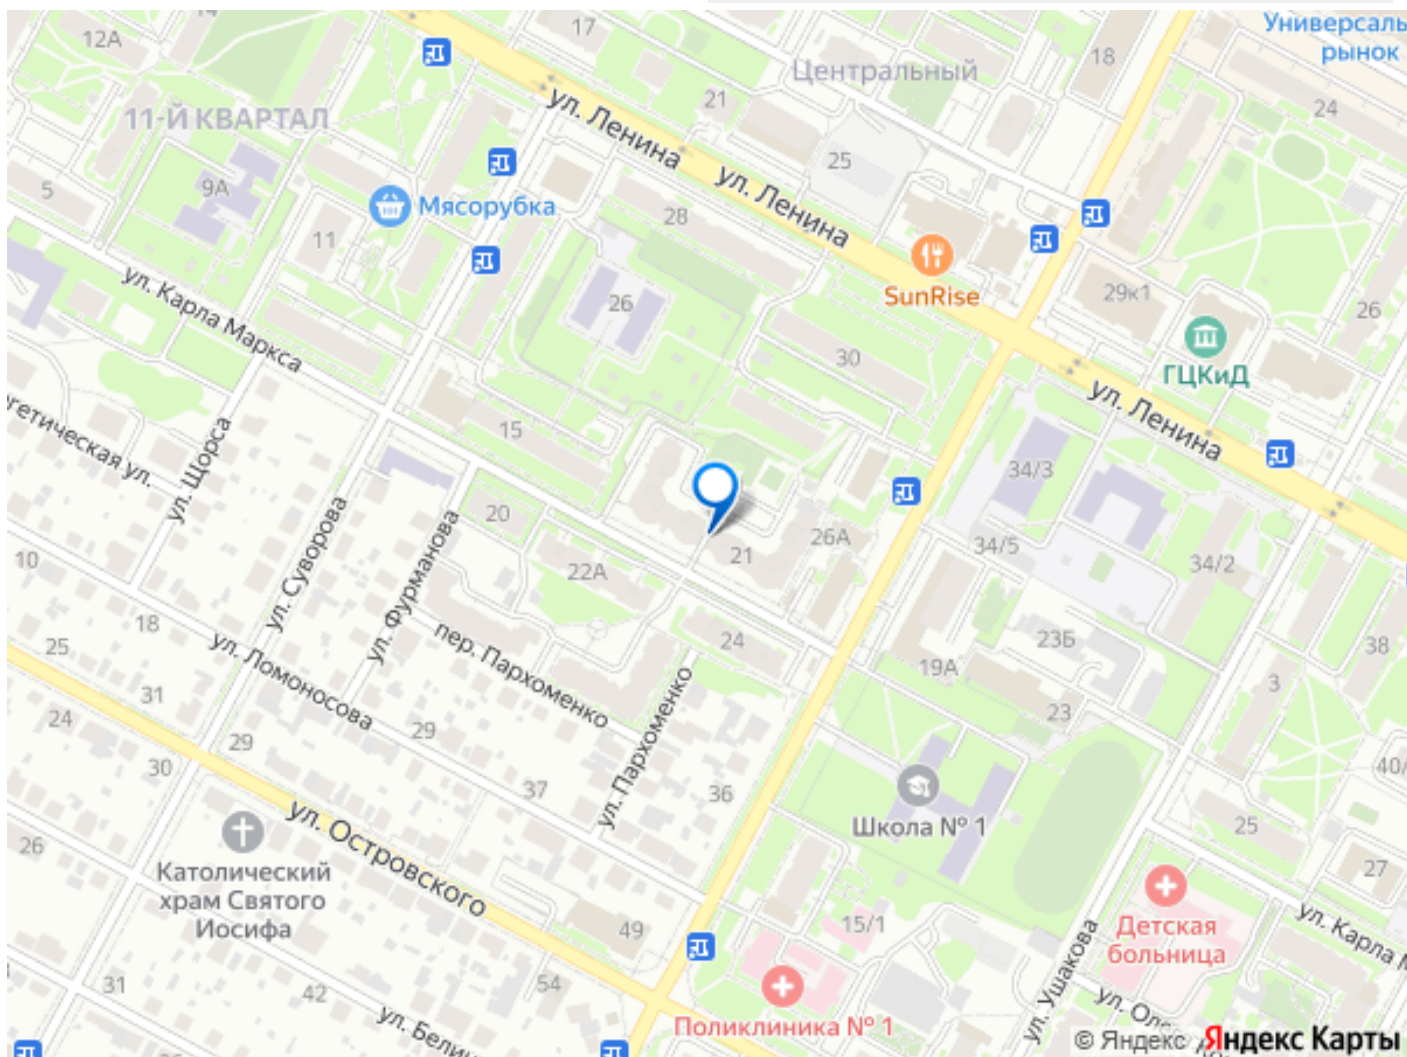 12А
14
17
Центральный
18
Универсаль
рынок
24
11-Й КВАРТАЛ
ул. Ленина
21
25
ул. Ленина
5
9А
Мясорубка
11
28
SunRise
29к1
26
ГЦКиД
ул. Карла Маркса
26
30
ул. Ленина
гетическая ул.
ул. Щорса
15
34/3
20
21
26А
34/5
34/2
10
ул. Суворова
ул. Фурманова
22А
18
ул. Ломоносова
пер. Пархоменко
24
19А
23Б
38
25
31
24
29
30
29
ул. Пархоменко
3
23
40/
37
36
Школа № 1
25
27
26
Католический
храм Святого
Иосифа
ул. Островского
49
15/1
Детская
больница
ул. Карла М
31
42
54
ул. Белин
Поликлиника № 1
ул. Ушакова
© Яндекс Яндекс Карты